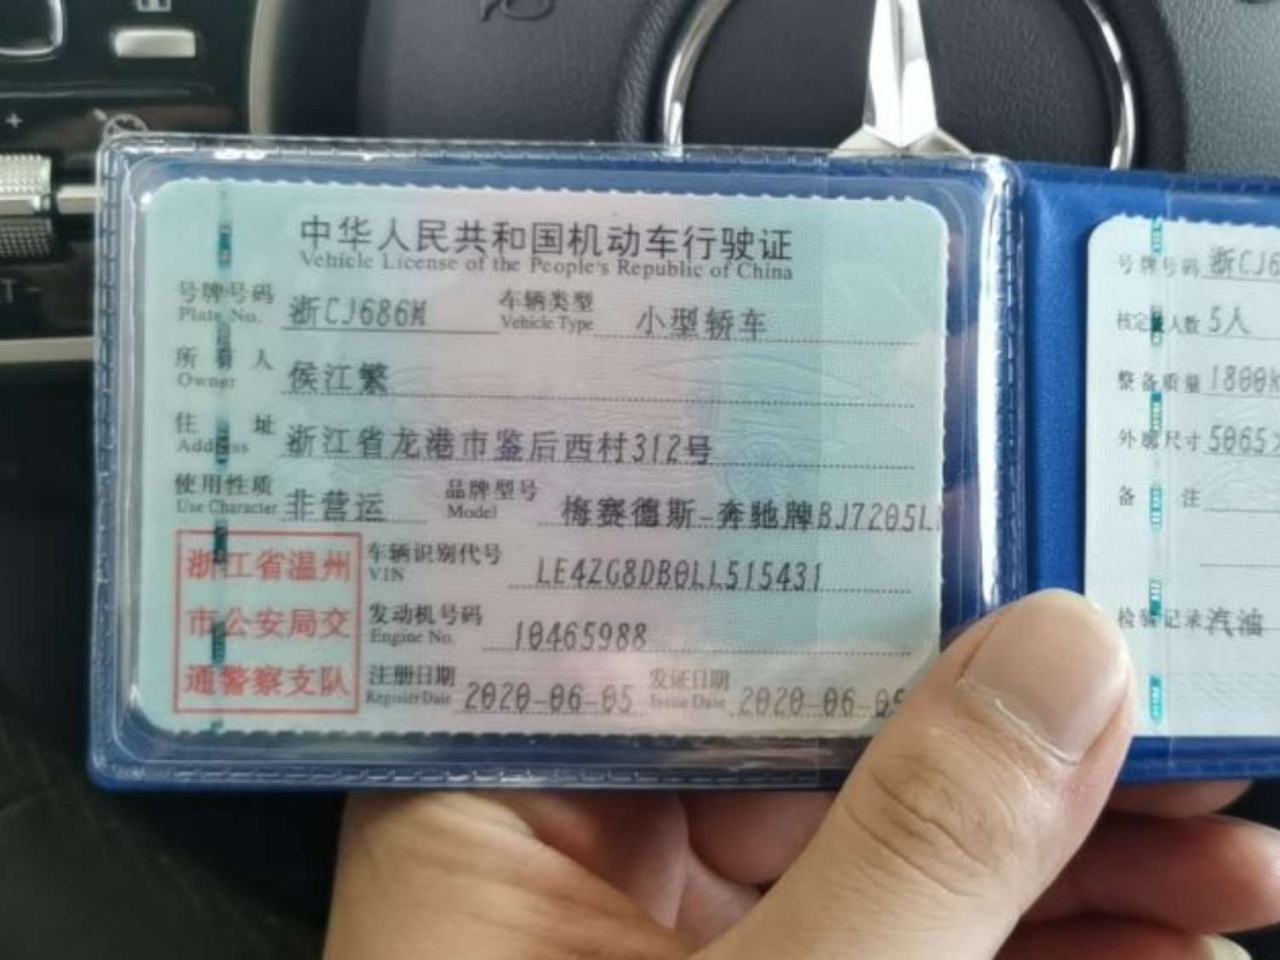 中华人民共和国机动车行驶证
Vehicle License of the People's Republic of China
号牌号码 浙CJ686M 车辆类型 小型轿车
Plate No. Vehicle Type
所有人 侯江繁
Owner
住址 浙江省龙港市鉴后西村312号
Address
使用性质 非营运 品牌型号 梅赛德斯-奔驰牌BJ7205L
Use Character Model
浙江省温州
市公安局交
通警察支队
车辆识别代号 LE4ZG8DB0LL515431
VIN
发动机号码 10465988
Engine No.
注册日期 2020-06-05 发证日期 2020-06-05
Register Date Issue Date
号牌号码 浙CJ6
核定载人数 5人
整备质量 1800k
外廓尺寸 5065
备注
检验记录 汽油